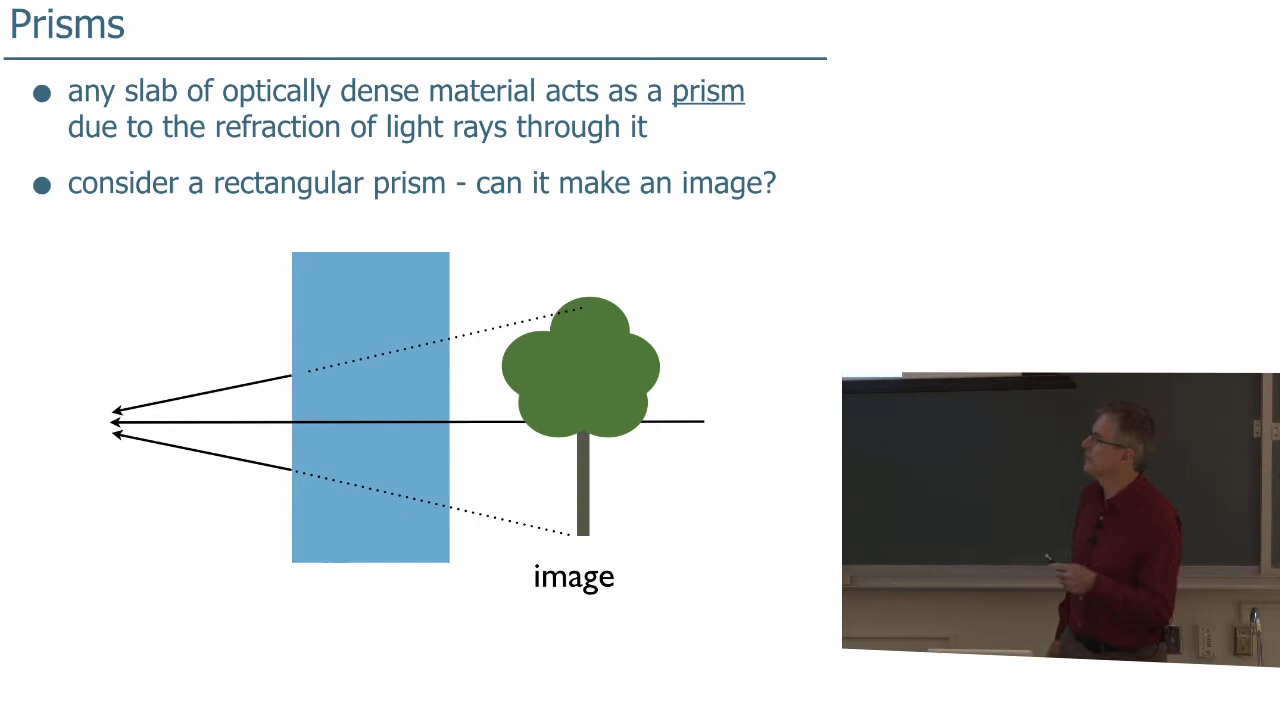 Prisms
any slab of optically dense material acts as a prism
due to the refraction of light rays through it
consider a rectangular prism - can it make an image?
image